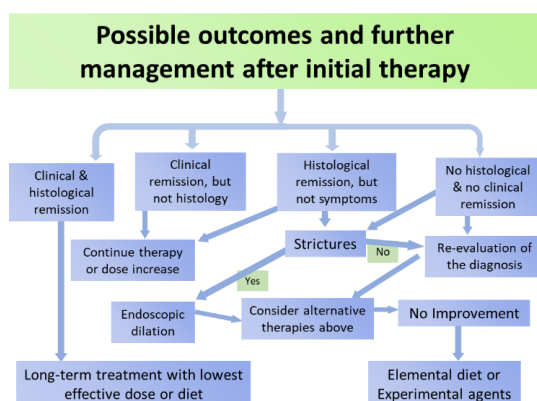 Possible outcomes and further
management after initial therapy
Clinical &
histological
remission
Clinical
remission, but
not histology
Histological
remission, but
not symptoms
No histological
& no clinical
remission
Continue therapy
or dose increase
Strictures
No
Re-evaluation of
the diagnosis
Yes
Endoscopic
dilation
Consider alternative
therapies above
No Improvement
Long-term treatment with lowest
effective dose or diet
Elemental diet or
Experimental agents